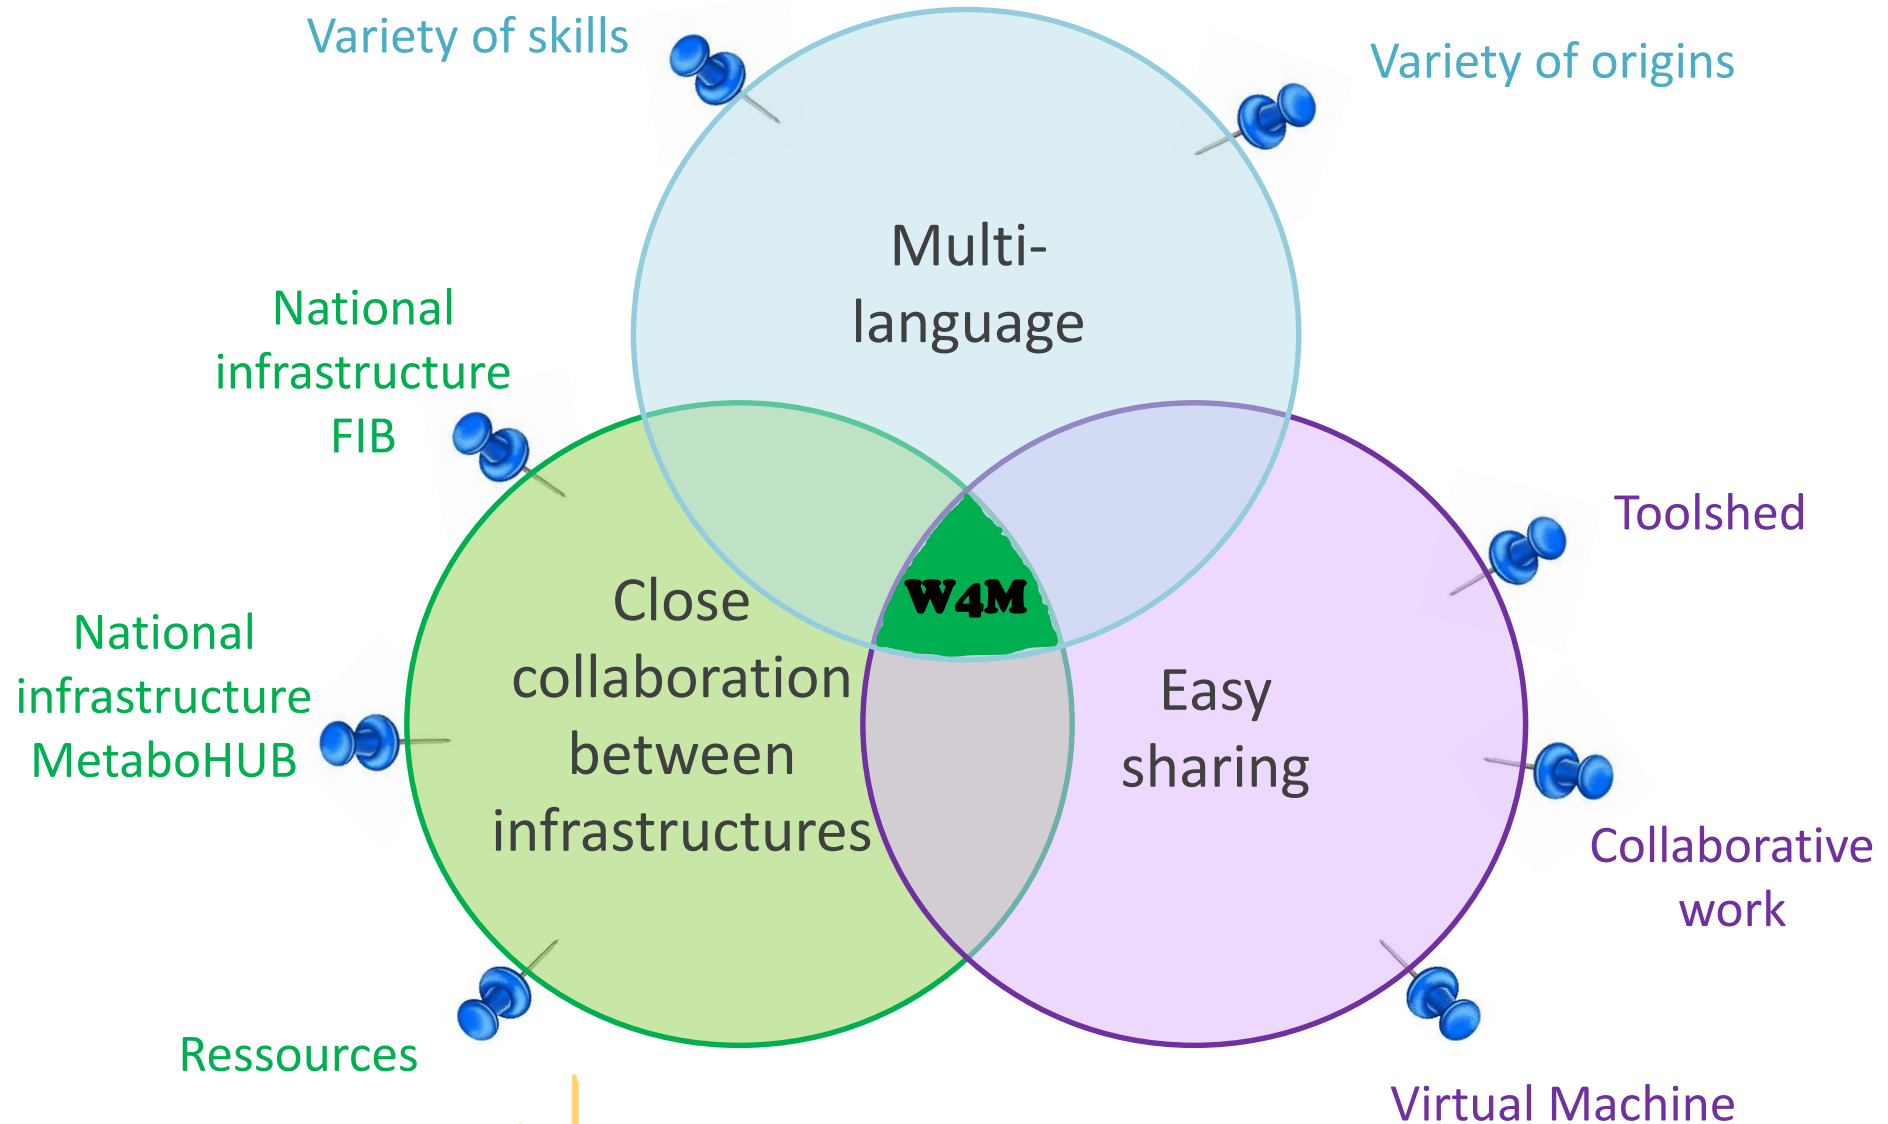 Variety of skills
Variety of origins
Multi-
language
National
infrastructure
FIB
Toolshed
Close
collaboration
between
infrastructures
W4M
Easy
sharing
National
infrastructure
MetaboHUB
Collaborative
work
Ressources
Virtual Machine